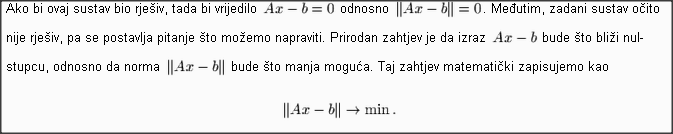 Ako bi ovaj sustav bio rješiv, tada bi vrijedilo Ax − b = 0 odnosno ‖Ax − b‖ = 0. Međutim, zadani sustav očito
nije rješiv, pa se postavlja pitanje što možemo napraviti. Prirodan zahtjev je da izraz Ax − b bude što bliži nul-
stupcu, odnosno da norma ‖Ax − b‖ bude što manja moguća. Taj zahtjev matematički zapisujemo kao
‖Ax − b‖ → min .